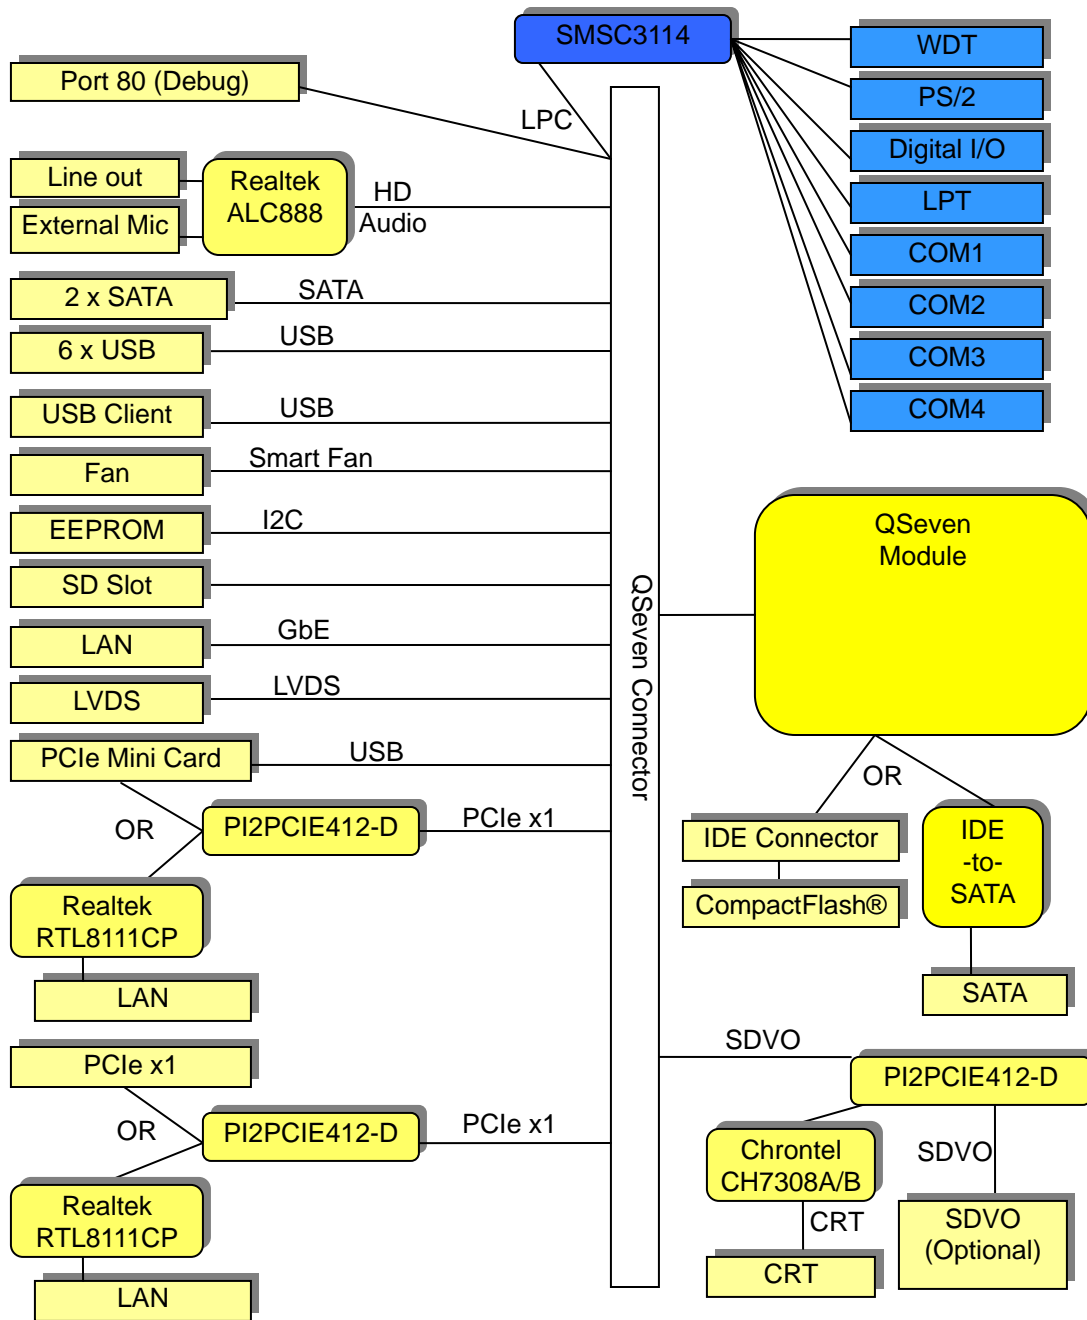 SMSC3114
WDT
Port 80 (Debug)
PS/2
LPC
Digital I/O
Line out
Realtek
ALC888
HD
Audio
External Mic
LPT
COM1
2 x SATA
SATA
COM2
6 x USB
USB
COM3
USB Client
USB
COM4
Fan
Smart Fan
EEPROM
I2C
QSeven
Module
SD Slot
QSeven Connector
LAN
GbE
LVDS
LVDS
PCIe Mini Card
USB
OR
OR
PI2PCIE412-D
PCIe x1
IDE Connector
IDE
-to-
SATA
CompactFlash®
Realtek
RTL8111CP
LAN
SATA
SDVO
PCIe x1
PI2PCIE412-D
OR
PI2PCIE412-D
PCIe x1
Chrontel
CH7308A/B
SDVO
Realtek
RTL8111CP
CRT
SDVO
(Optional)
CRT
LAN